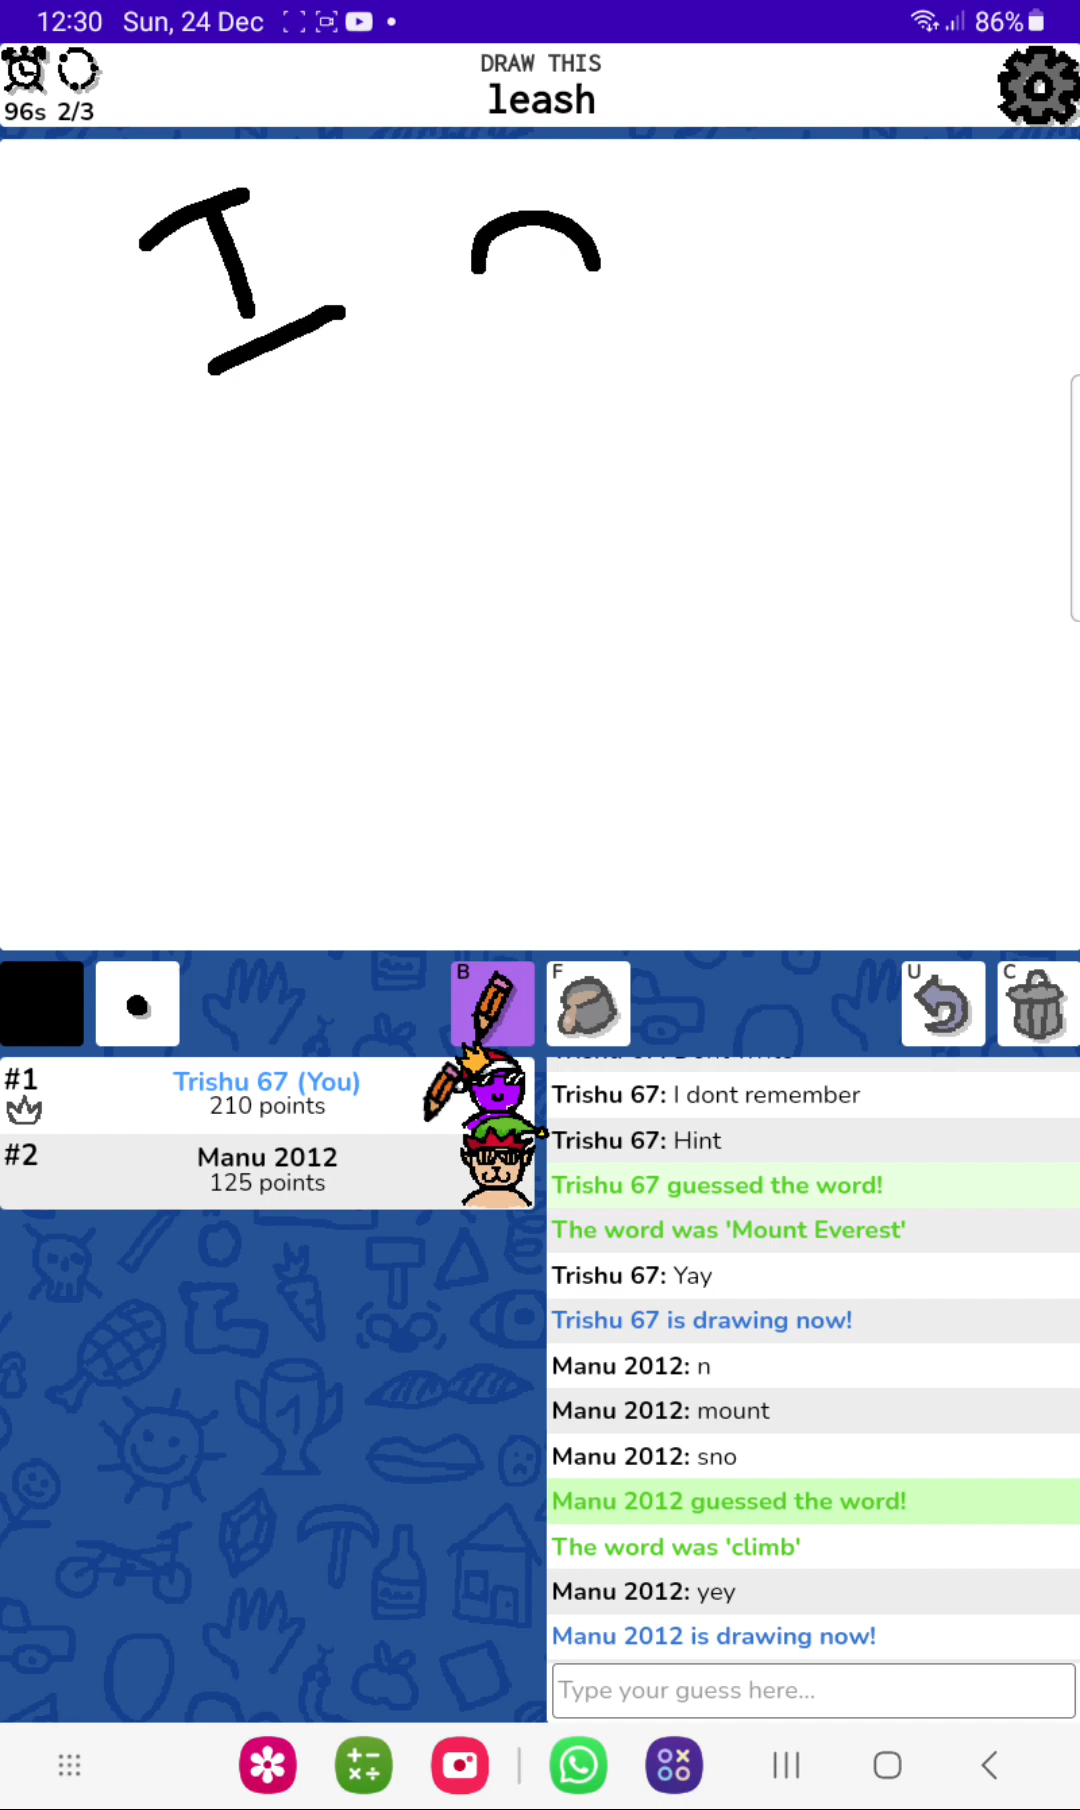 12:30 Sun, 24 Dec
86%
DRAW THIS
leash
96s 2/3
B
F
U
C
#1
Trishu 67 (You)
210 points
#2
Manu 2012
125 points
Trishu 67: I dont remember
Trishu 67: Hint
Trishu 67 guessed the word!
The word was 'Mount Everest'
Trishu 67: Yay
Trishu 67 is drawing now!
Manu 2012: n
Manu 2012: mount
Manu 2012: sno
Manu 2012 guessed the word!
The word was 'climb'
Manu 2012: yey
Manu 2012 is drawing now!
Type your guess here...